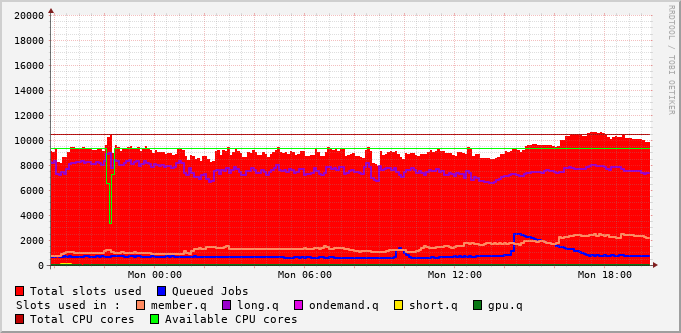 20000
18000
16000
14000
12000
10000
8000
6000
4000
2000
0
Mon 00:00 Mon 06:00 Mon 12:00 Mon 18:00
Total slots used Queued Jobs
Slots used in : member.q long.q ondemand.q short.q gpu.q
Total CPU cores Available CPU cores
RRDTOOL / TOBI OETIKER